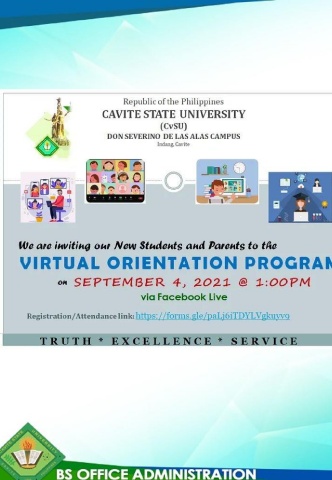 Republic of the Philippines
CAVITE STATE UNIVERSITY
(CvSU)
DON SEVERINO DE LAS ALAS CAMPUS
Indang, Cavite
We are inviting our New Students and Parents to the
VIRTUAL ORIENTATION PROGRAM
on SEPTEMBER 4, 2021 @ 1:00PM
via Facebook Live
Registration/Attendance link: https://forms.gle/paLj6iTDYLVgkuyv9
TRUTH * EXCELLENCE * SERVICE
BS OFFICE ADMINISTRATION